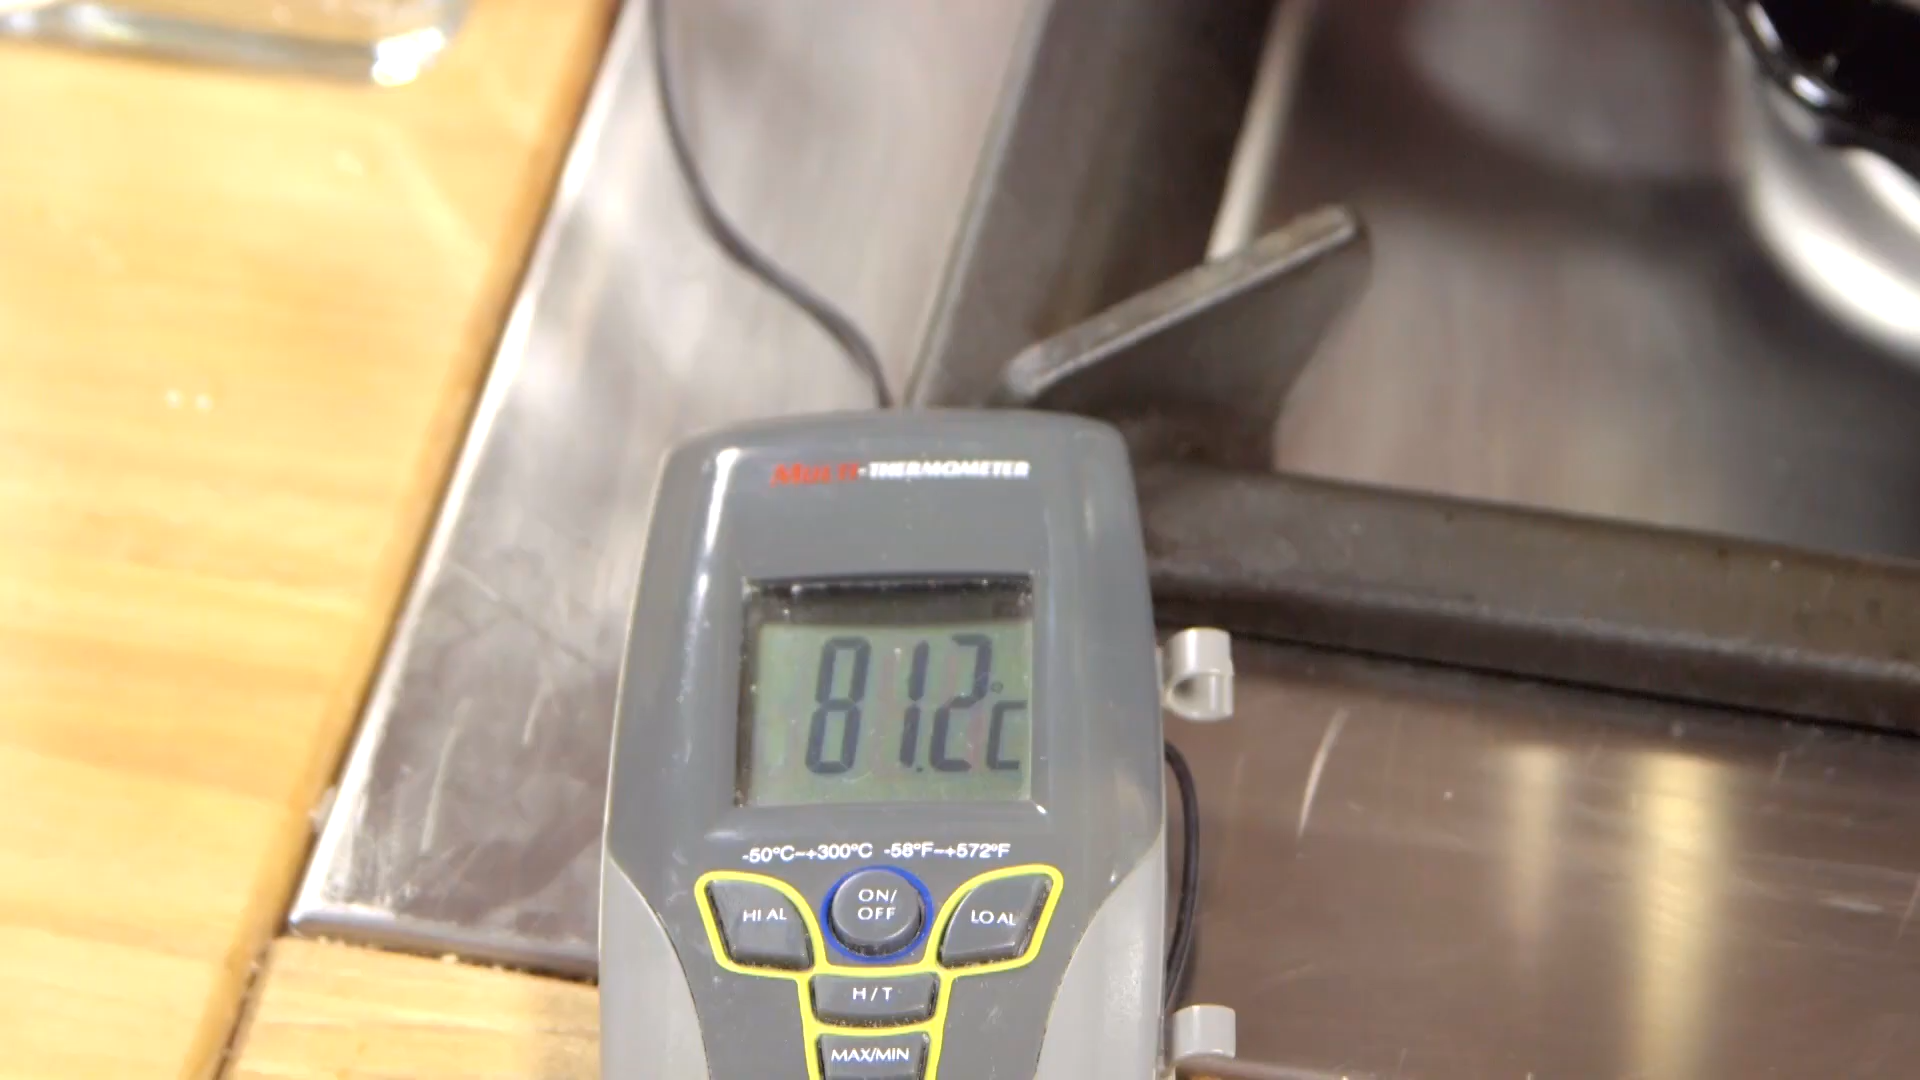 MULTI-THERMOMETER
81.2°C
-50°C~+300°C -58°F~+572°F
HI AL
ON/
OFF
LO AL
H/T
MAX/MIN